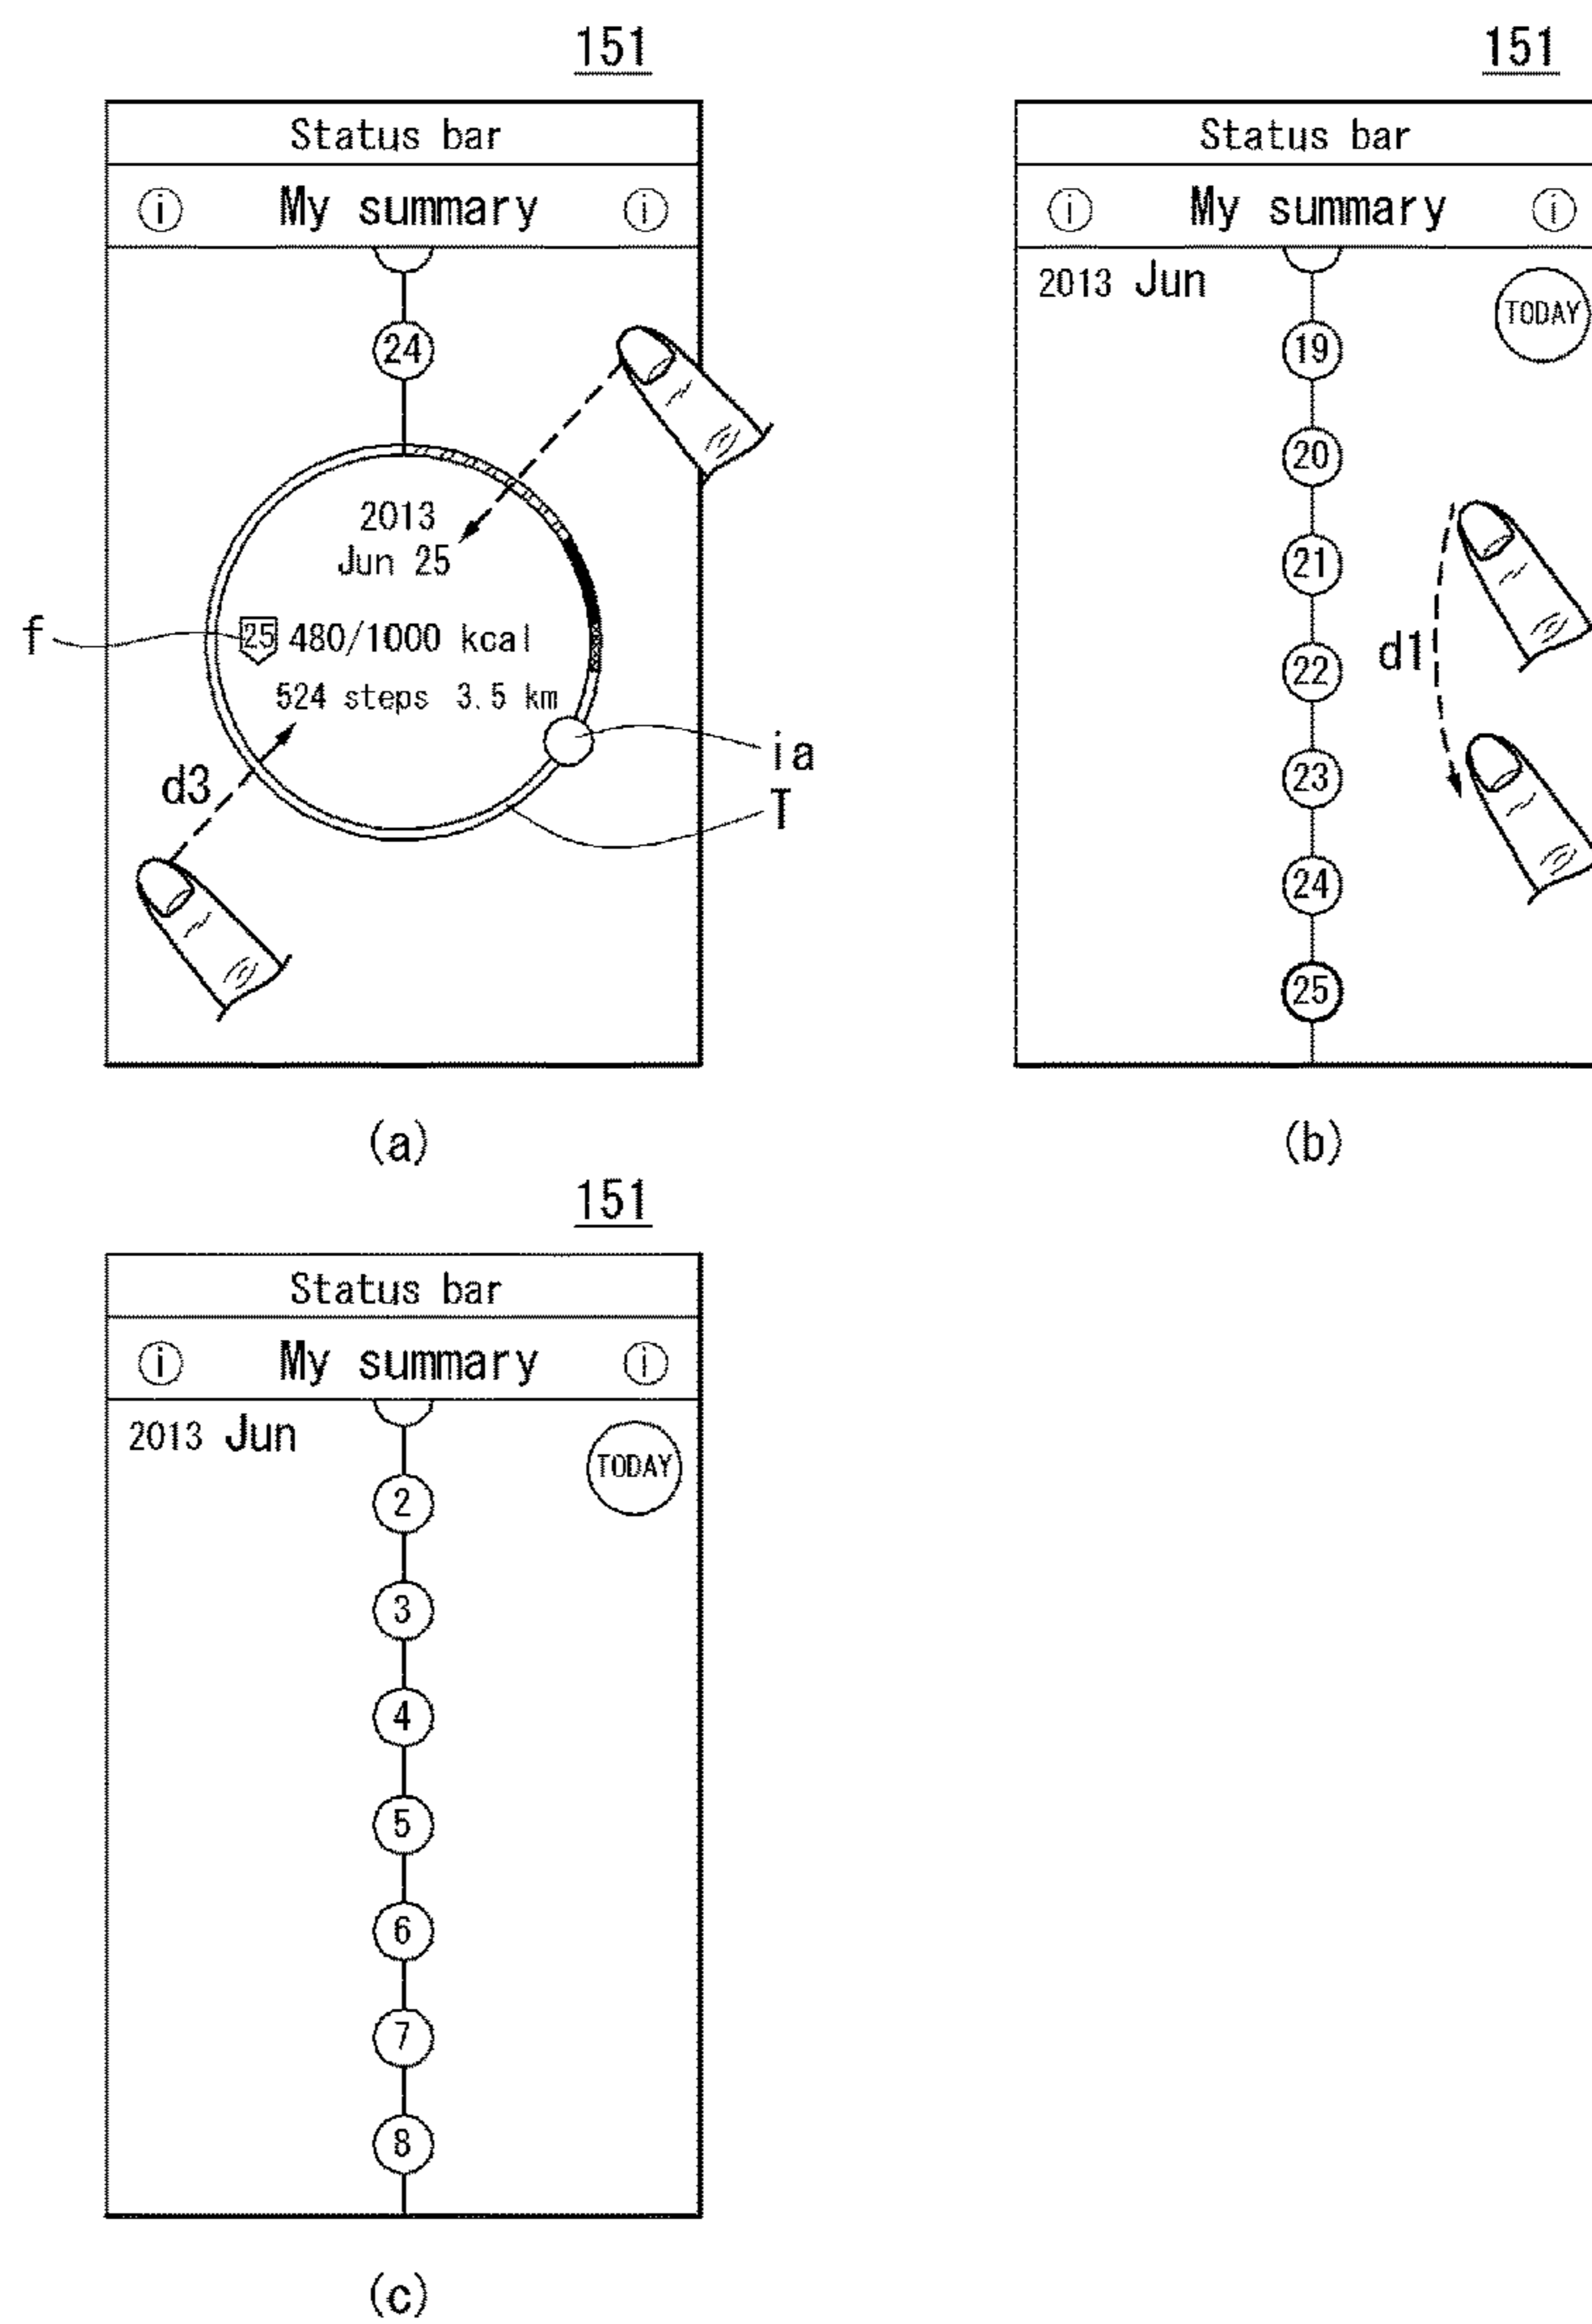 151
Status bar
i My summary i
24
2013
Jun 25
f
25 480/1000 kcal
524 steps 3.5 km
ia
T
d3
(a)
151
Status bar
i My summary i
2013 Jun
TODAY
19
20
21
22
d1
23
24
25
(b)
151
Status bar
i My summary i
2013 Jun
TODAY
2
3
4
5
6
7
8
(c)